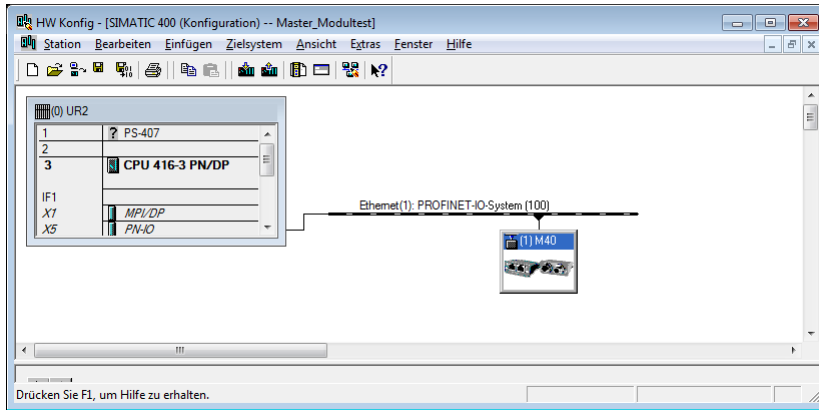 HW Konfig - [SIMATIC 400 (Konfiguration) -- Master_Modultest]
Station Bearbeiten Einfügen Zielsystem Ansicht Extras Fenster Hilfe
(0) UR2
1 ? PS-407
2
3 CPU 416-3 PN/DP
IF1
X1 MPI/DP
X5 PN-IO
Ethernet(1): PROFINET-IO-System (100)
(1) M40
Drücken Sie F1, um Hilfe zu erhalten.